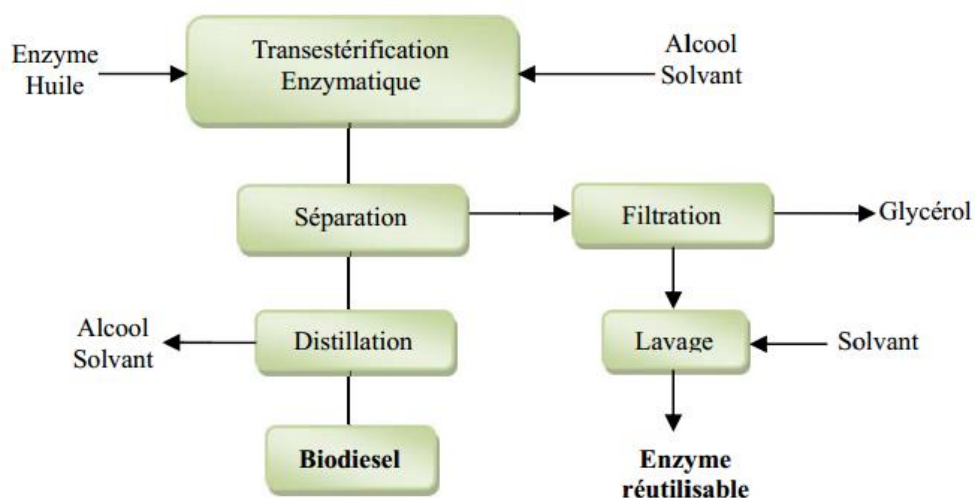 Enzyme
Huile
Transestérification
Enzymatique
Alcool
Solvant
Séparation
Filtration
Glycérol
Alcool
Solvant
Distillation
Lavage
Solvant
Biodiesel
Enzyme
réutilisable